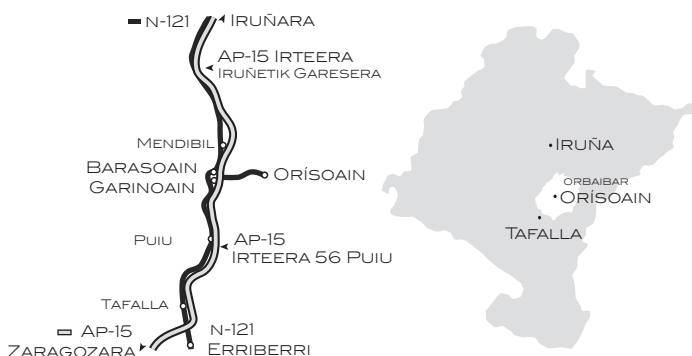 N-121
IRUÑARA
AP-15 IRTEERA
IRUÑETIK GARESERA
MENDIBIL
BARASOAIN
GARINOAIN
ORÍSOAIN
PUIU
AP-15
IRTEERA 56 PUIU
TAFALLA
AP-15
ZARAGOZARA
N-121
ERRIBERRI
IRUÑA
ORBAIBAR
ORÍSOAIN
TAFALLA